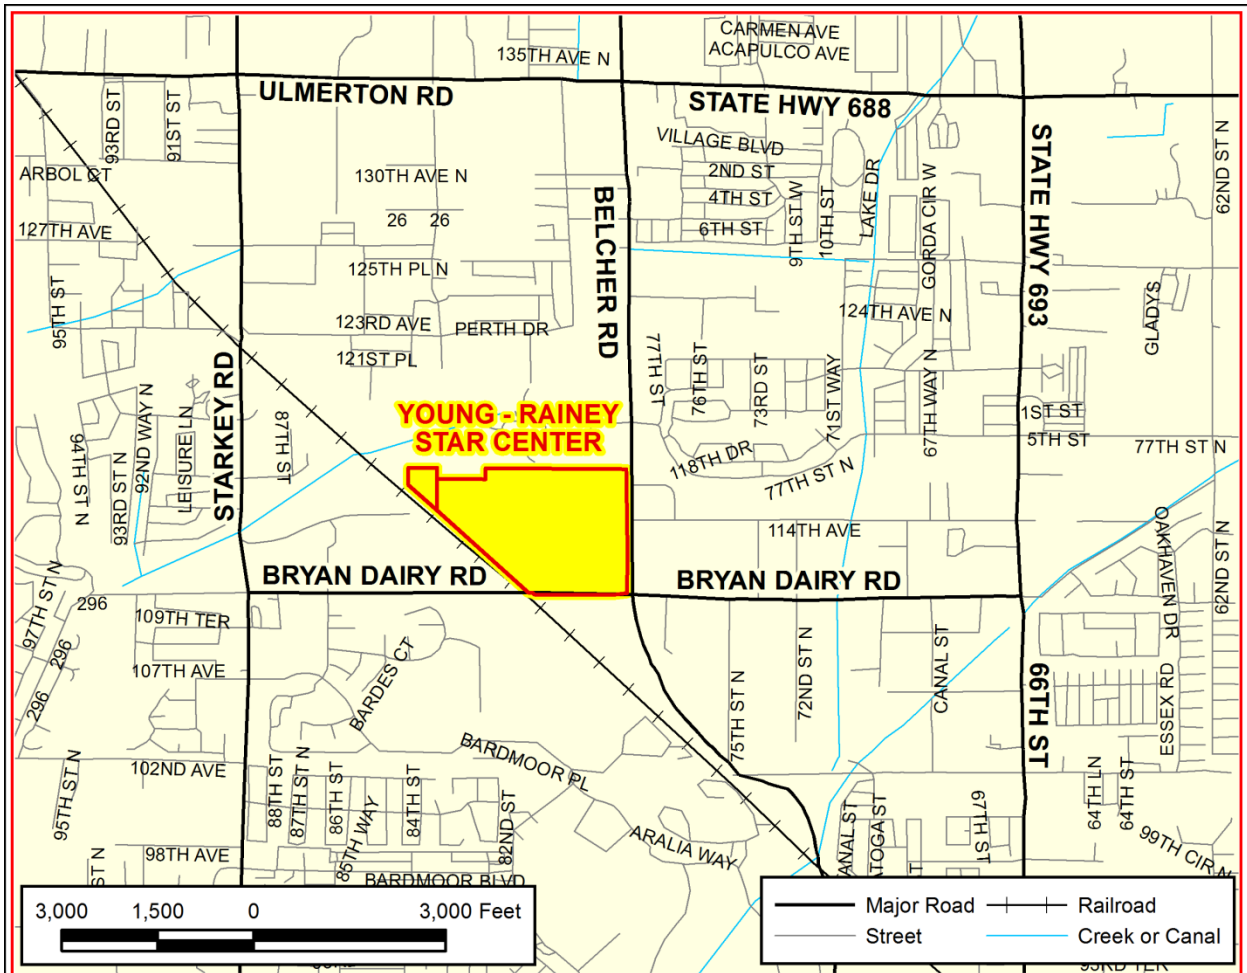 CARMEN AVE
ACAPULCO AVE
135TH AVE N
ULMERTON RD
STATE HWY 688
93RD ST
91ST ST
VILLAGE BLVD
STATE HWY 693
62ND ST N
ARBOL CT
130TH AVE N
2ND ST
4TH ST
6TH ST
9TH ST W
10TH ST
LAKE DR
GORDA CIR W
26 26
BELCHER RD
127TH AVE
125TH PL N
95TH ST
123RD AVE
PERTH DR
124TH AVE N
GLADYS
121ST PL
STARKEY RD
77TH ST
76TH ST
73RD ST
71ST WAY
67TH WAY N
1ST ST
5TH ST
77TH ST N
94TH ST N
93RD ST N
92ND WAY N
LEISURE LN
87TH ST
YOUNG - RAINEY
STAR CENTER
118TH DR
77TH ST N
114TH AVE
OAKHAVEN DR
62ND ST N
BRYAN DAIRY RD
BRYAN DAIRY RD
97TH ST N
296
296
296
109TH TER
107TH AVE
BARDES CT
75TH ST N
72ND ST N
CANAL ST
66TH ST
ESSEX RD
102ND AVE
BARDMOOR PL
95TH ST N
88TH ST
87TH ST N
86TH ST
85TH WAY
84TH ST
82ND ST
ARALIA WAY
CANAL ST
ATOGA ST
67TH ST
64TH LN
64TH ST
99TH CIR N
98TH AVE
ST N
BARDMOOR BLVD
3,000 1,500 0 3,000 Feet
Major Road Railroad
Street Creek or Canal
95RD TER